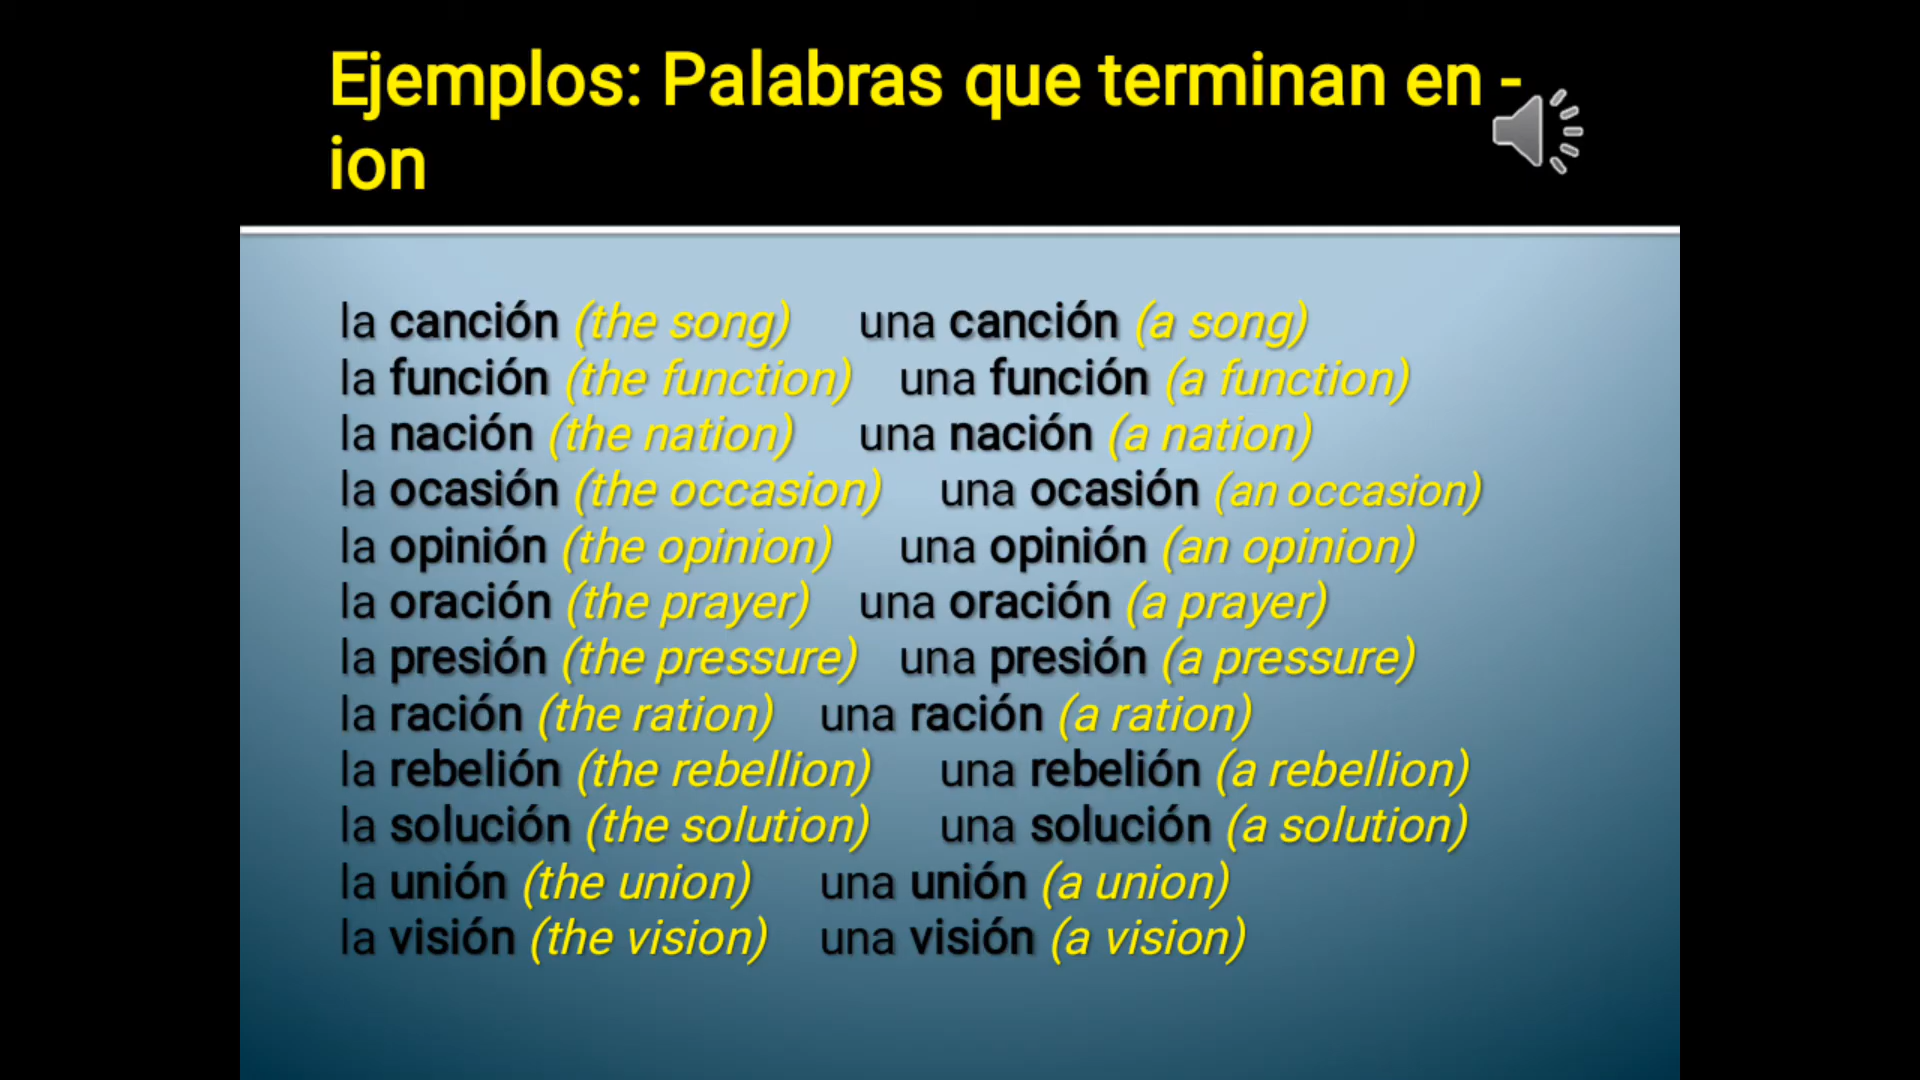 Ejemplos: Palabras que terminan en -
ion
la canción (the song) una canción (a song)
la función (the function) una función (a function)
la nación (the nation) una nación (a nation)
la ocasión (the occasion) una ocasión (an occasion)
la opinión (the opinion) una opinión (an opinion)
la oración (the prayer) una oración (a prayer)
la presión (the pressure) una presión (a pressure)
la ración (the ration) una ración (a ration)
la rebelión (the rebellion) una rebelión (a rebellion)
la solución (the solution) una solución (a solution)
la unión (the union) una unión (a union)
la visión (the vision) una visión (a vision)